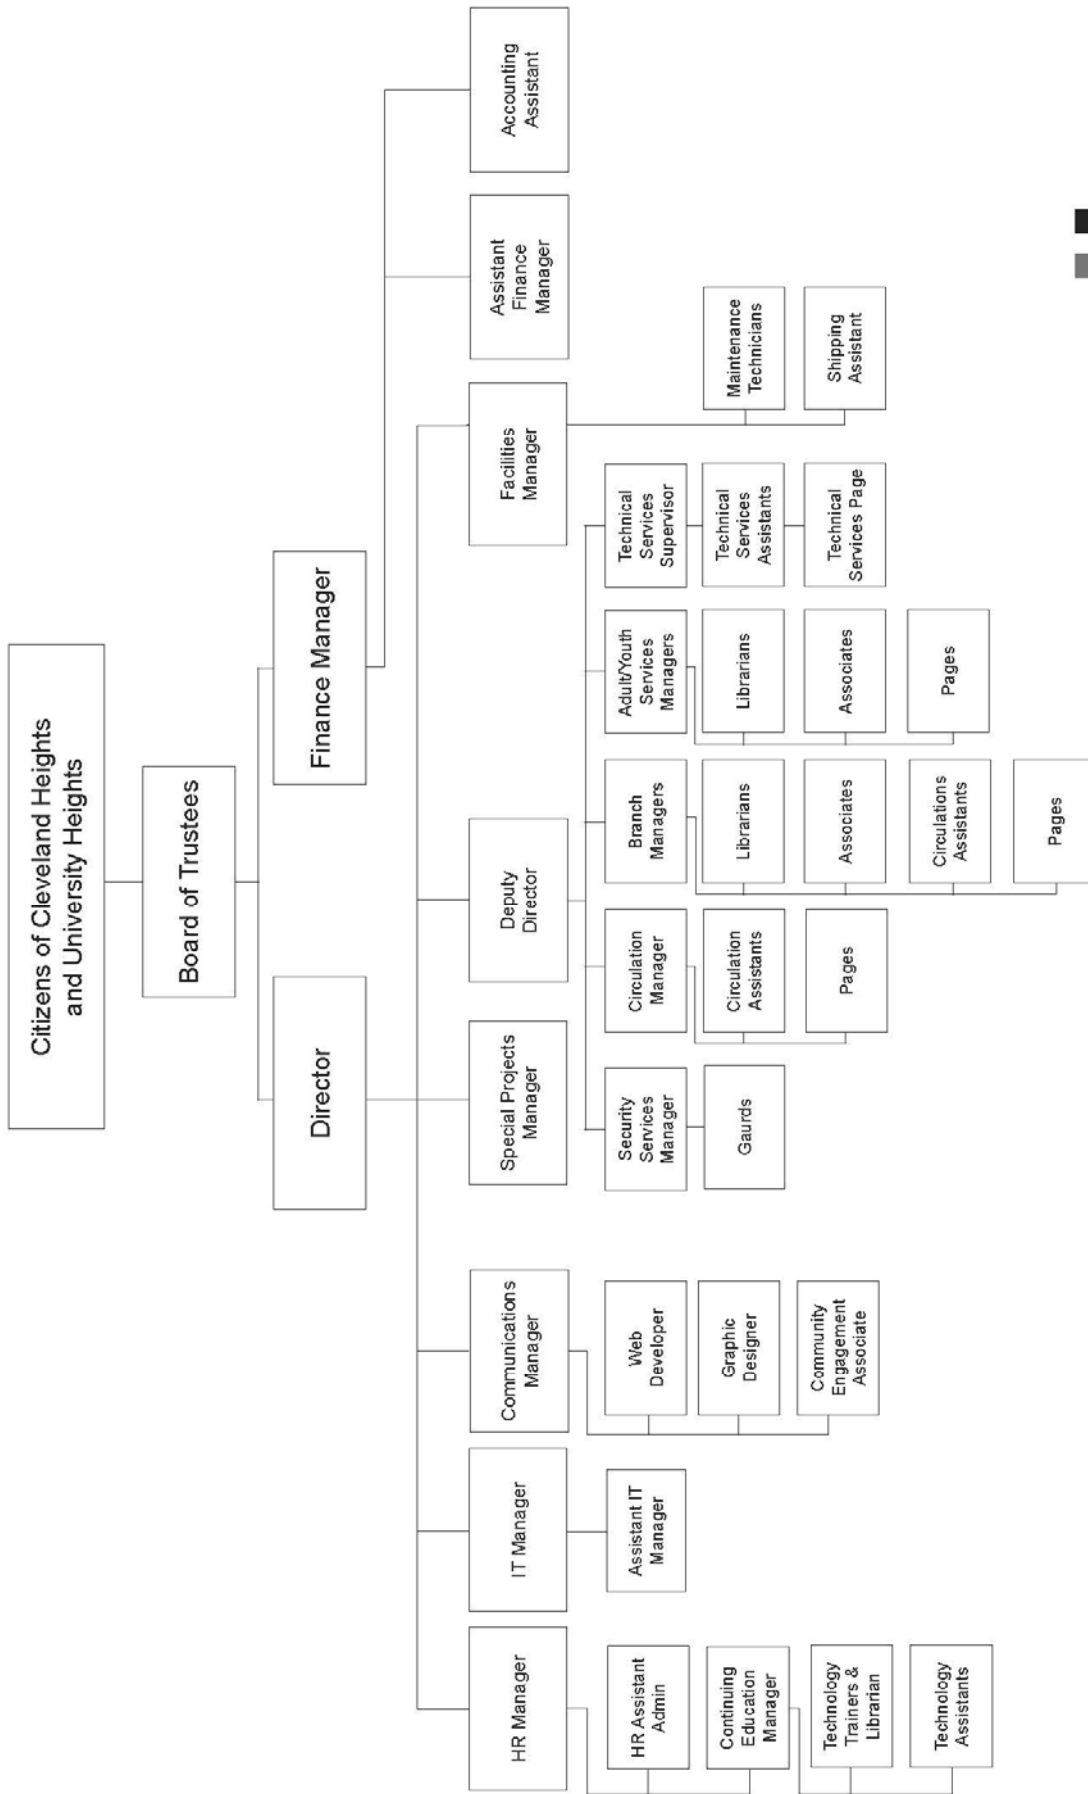 Citizens of Cleveland Heights
and University Heights
Board of Trustees
Director
Finance Manager
HR Manager
IT Manager
Communications
Manager
Special Projects
Manager
Deputy
Director
Facilities
Manager
Assistant
Finance
Manager
Accounting
Assistant
HR Assistant
Admin
Continuing
Education
Manager
Technology
Trainers &
Librarian
Technology
Assistants
Assistant IT
Manager
Web
Developer
Graphic
Designer
Community
Engagement
Associate
Security
Services
Manager
Gaurds
Circulation
Manager
Circulation
Assistants
Pages
Branch
Managers
Librarians
Associates
Circulations
Assistants
Pages
Adult/Youth
Services
Managers
Librarians
Associates
Pages
Technical
Services
Supervisor
Technical
Services
Assistants
Technical
Services Page
Maintenance
Technicians
Shipping
Assistant